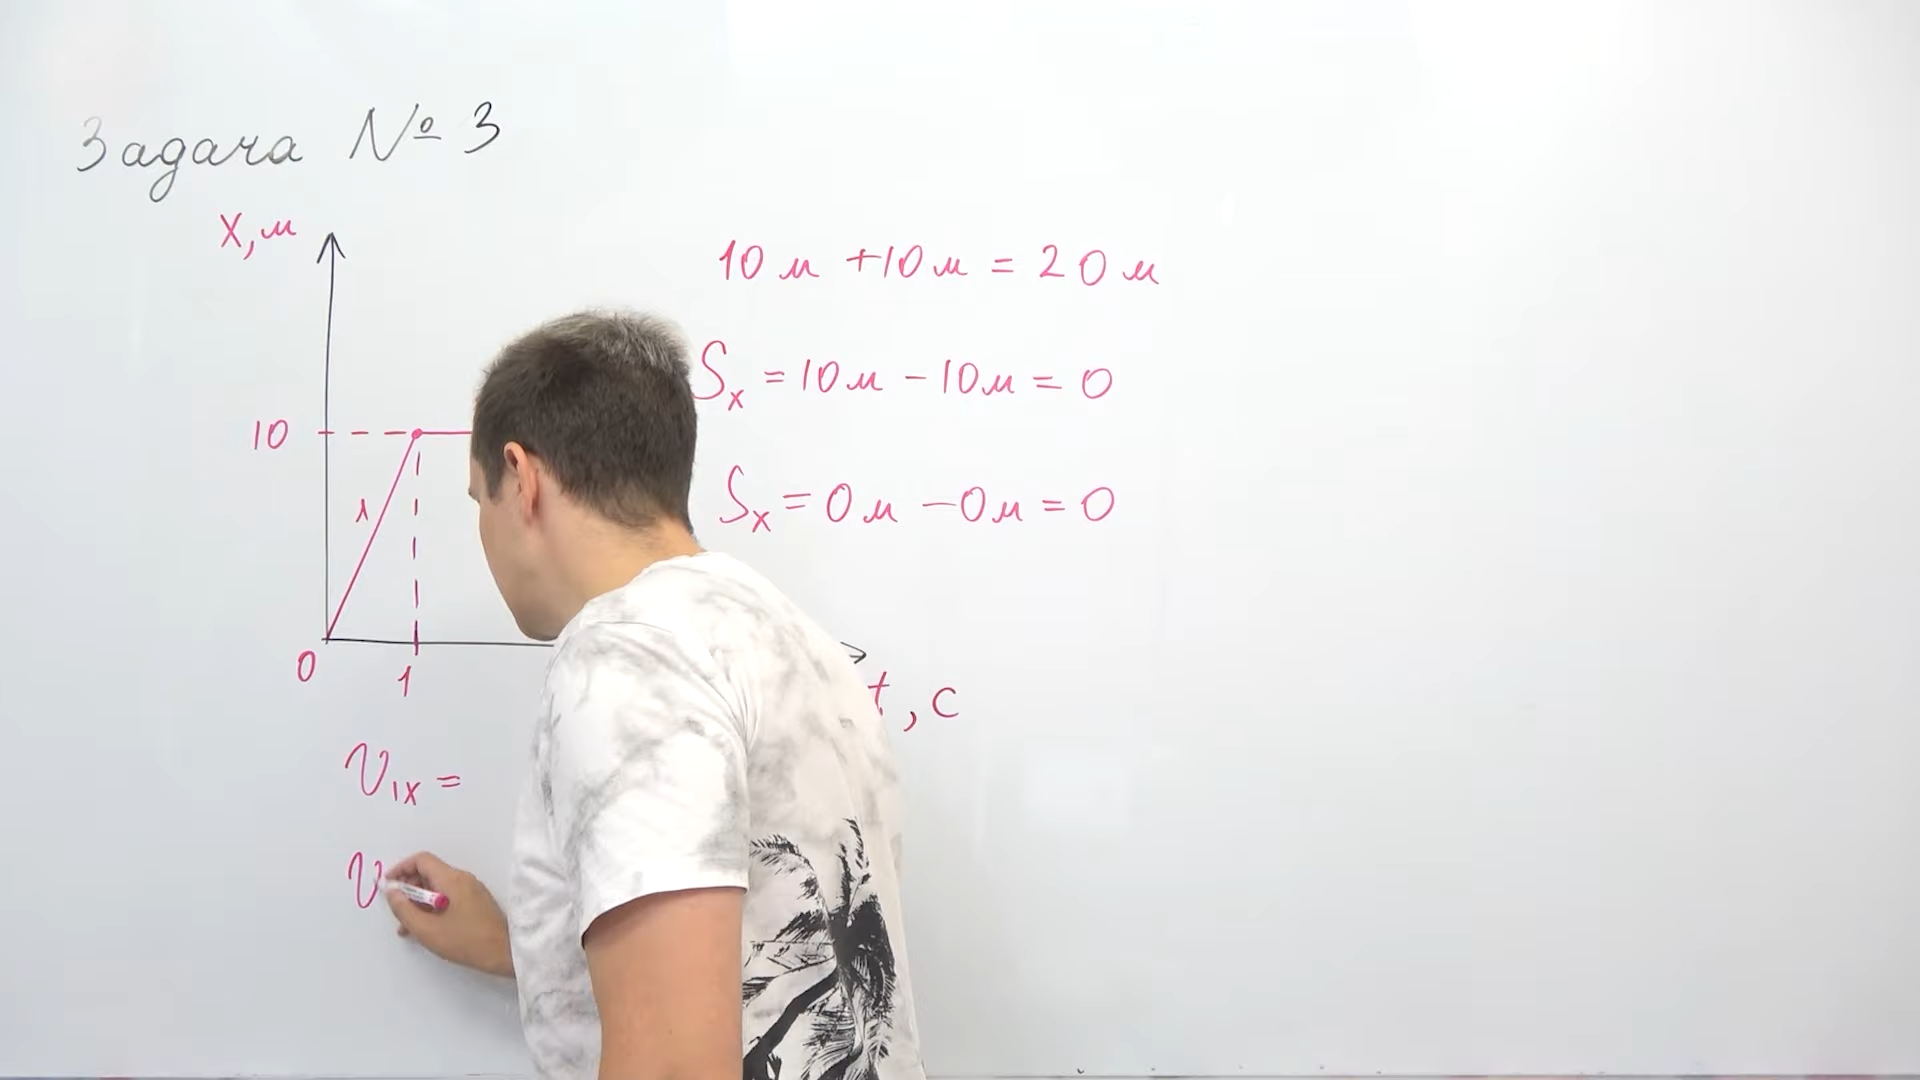 Задача № 3
x, м
10 м + 10 м = 20 м
Sx = 10 м - 10 м = 0
10
1
Sx = 0 м - 0 м = 0
0
1
t, c
v1x =
v